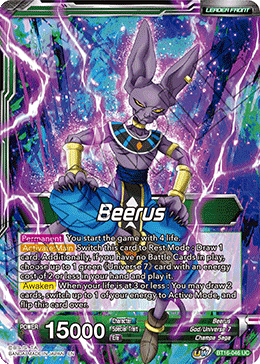 LEADER FRONT
Beerus
Permanent You start the game with 4 life.
Activate Main Switch this card to Rest Mode : Draw 1
card. Additionally, if you have no Battle Cards in play,
choose up to 1 green 《Universe 7》 card with an energy
cost of 2 or less in your hand and play it.
Awaken When your life is at 3 or less : You may draw 2
cards, switch up to 1 of your energy to Active Mode, and
flip this card over.
POWER 15000
Character Beerus
Special Trait God/Universe 7
Era Champa Saga
BT16-046 UC